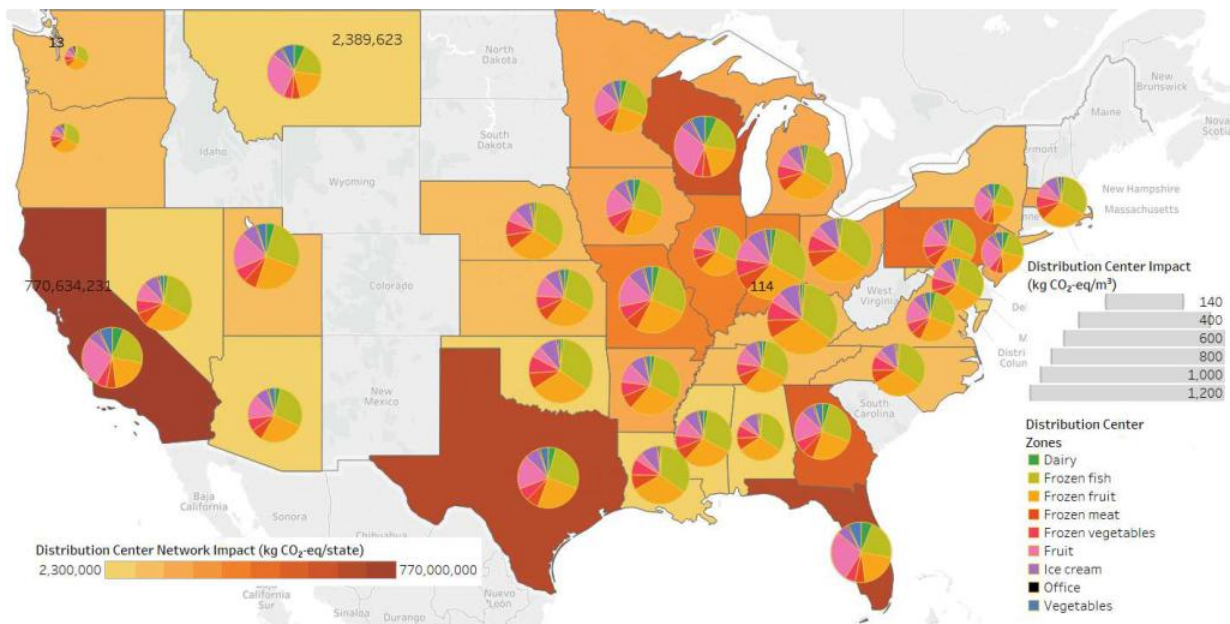 13
2,389,623
North
Dakota
South
Dakota
Idaho
Wyoming
New
Brunswick
Maine
Nova
ermont
New Hampshire
Massachusetts
770,634,231
Colorado
114
West
Virginia
New
Mexico
South
Carolina
Baja
California
Sonora
Chihuahua
Baja
California
Sur
Sinaloa
Durango
Nuevo
León
Distribution Center Impact
(kg CO₂-eq/m³)
140
400
600
800
1,000
1,200
Distribution Center
Zones
Dairy
Frozen fish
Frozen fruit
Frozen meat
Frozen vegetables
Fruit
Ice cream
Office
Vegetables
Distribution Center Network Impact (kg CO₂-eq/state)
2,300,000
770,000,000